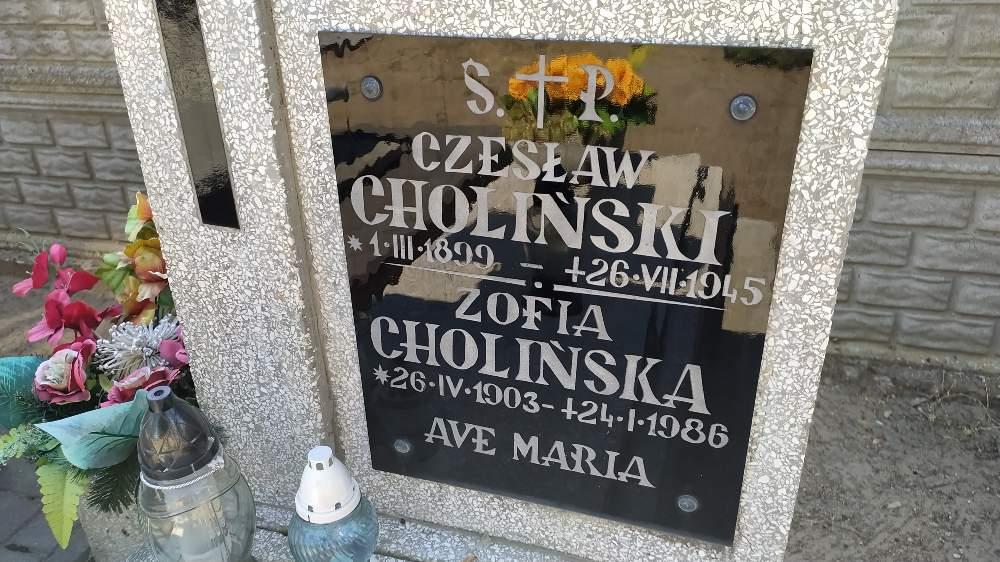 Ś. † P.
CZESŁAW
CHOLIŃSKI
*1·III·1899 – +26·VII·1945
ZOFIA
CHOLIŃSKA
*26·IV·1903-+24·I·1986
AVE MARIA